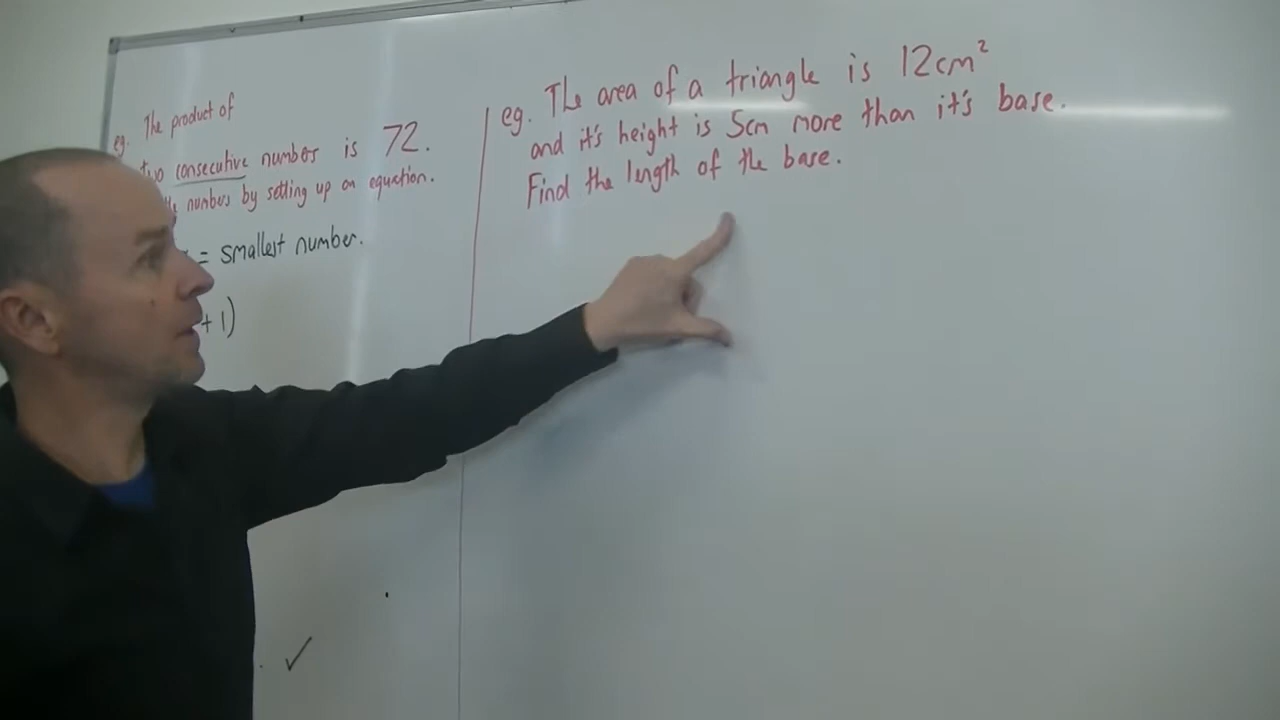 eg. The product of
two consecutive numbers is 72.
numbers by setting up an equation.
= smallest number.
+ 1)
eg. The area of a triangle is 12cm²
and it's height is 5cm more than it's base.
Find the length of the base.